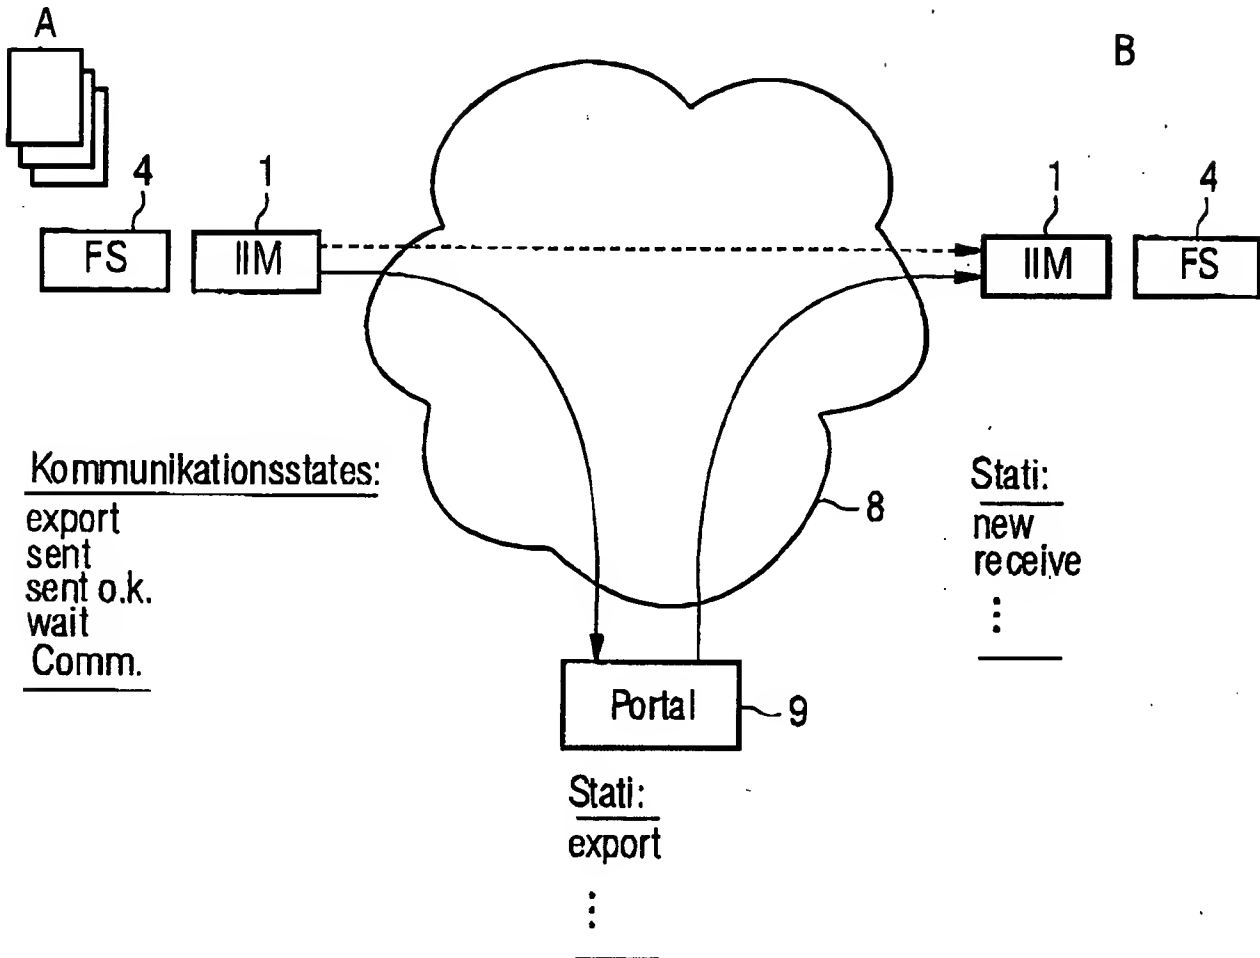 A
B
4
1
1
4
FS
IIM
IIM
FS
Kommunikationsstates:
export
sent
sent o.k.
wait
Comm.
8
Stati:
new
receive
Portal
9
Stati:
export